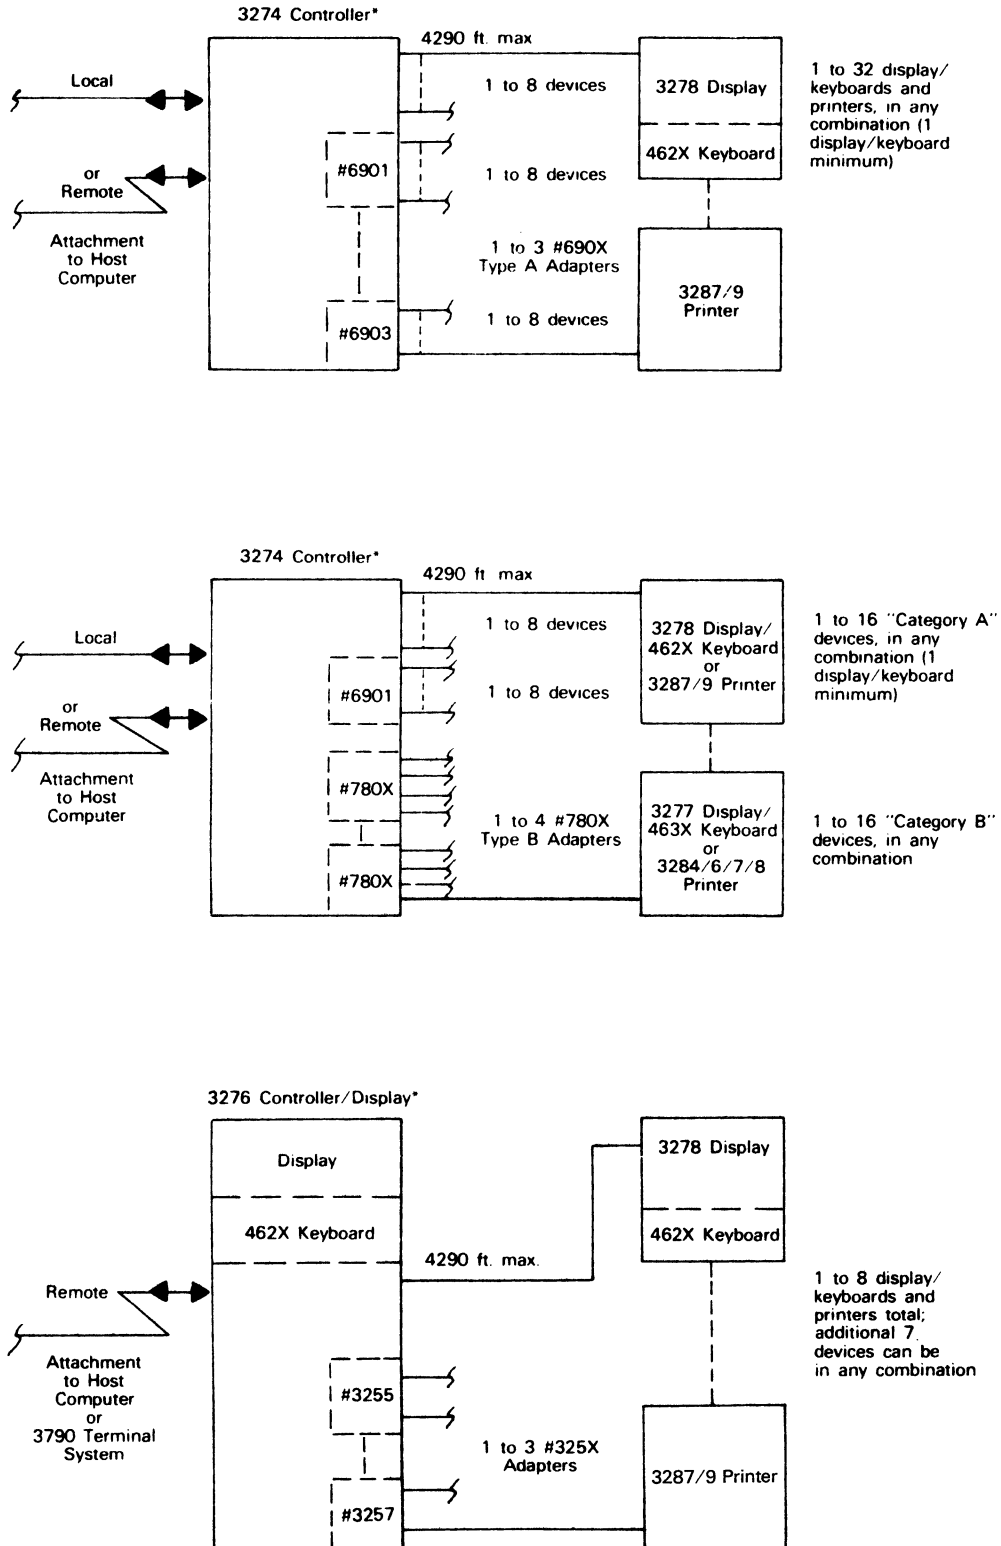 3274 Controller*
4290 ft. max
Local
1 to 8 devices
3278 Display
462X Keyboard
1 to 32 display/
keyboards and
printers, in any
combination (1
display/keyboard
minimum)
or
Remote
#6901
1 to 8 devices
Attachment
to Host
Computer
1 to 3 #690X
Type A Adapters
3287/9
Printer
#6903
1 to 8 devices
3274 Controller*
4290 ft. max
Local
1 to 8 devices
3278 Display/
462X Keyboard
or
3287/9 Printer
1 to 16 "Category A"
devices, in any
combination (1
display/keyboard
minimum)
or
Remote
#6901
1 to 8 devices
Attachment
to Host
Computer
#780X
1 to 4 #780X
Type B Adapters
3277 Display/
463X Keyboard
or
3284/6/7/8
Printer
1 to 16 "Category B"
devices, in any
combination
#780X
3276 Controller/Display*
Display
462X Keyboard
4290 ft. max.
3278 Display
462X Keyboard
Remote
Attachment
to Host
Computer
or
3790 Terminal
System
1 to 8 display/
keyboards and
printers total;
additional 7
devices can be
in any combination
#3255
1 to 3 #325X
Adapters
3287/9 Printer
#3257